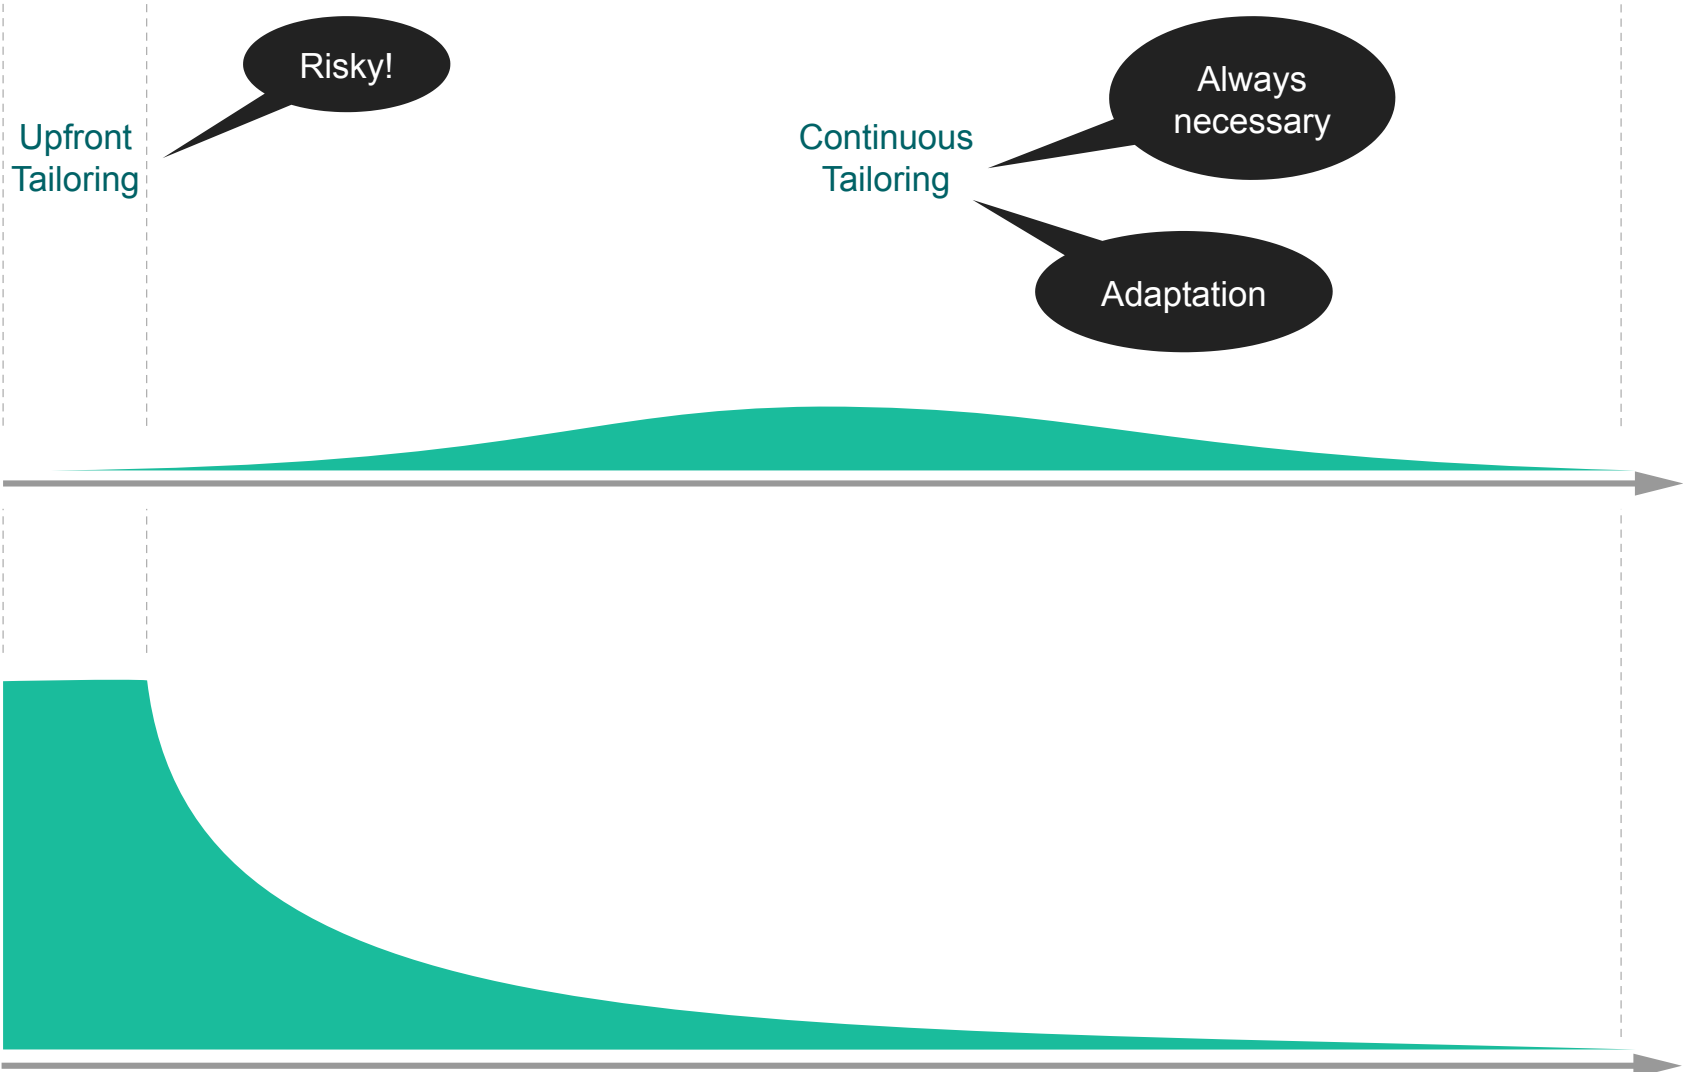 Risky!
Upfront
Tailoring
Continuous
Tailoring
Always
necessary
Adaptation